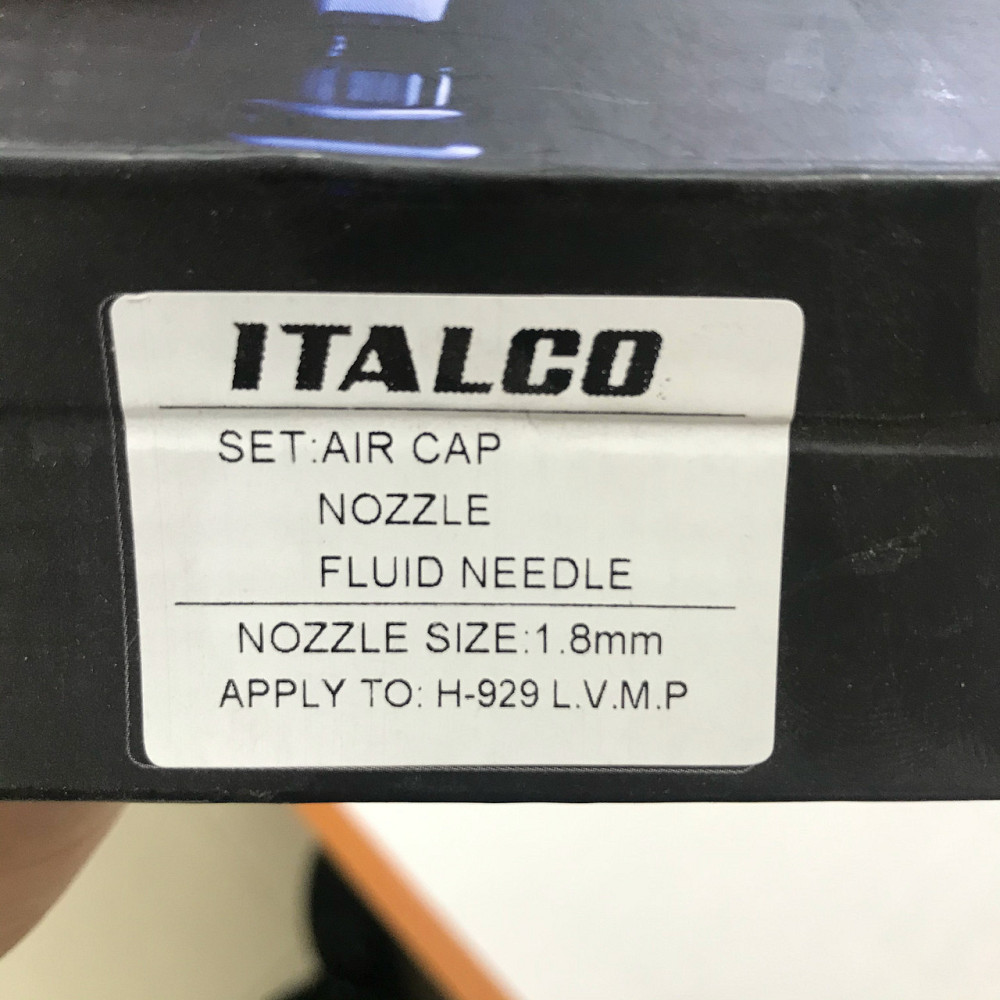 ITALCO
SET:AIR CAP
NOZZLE
FLUID NEEDLE
NOZZLE SIZE:1.8mm
APPLY TO: H-929 L.V.M.P